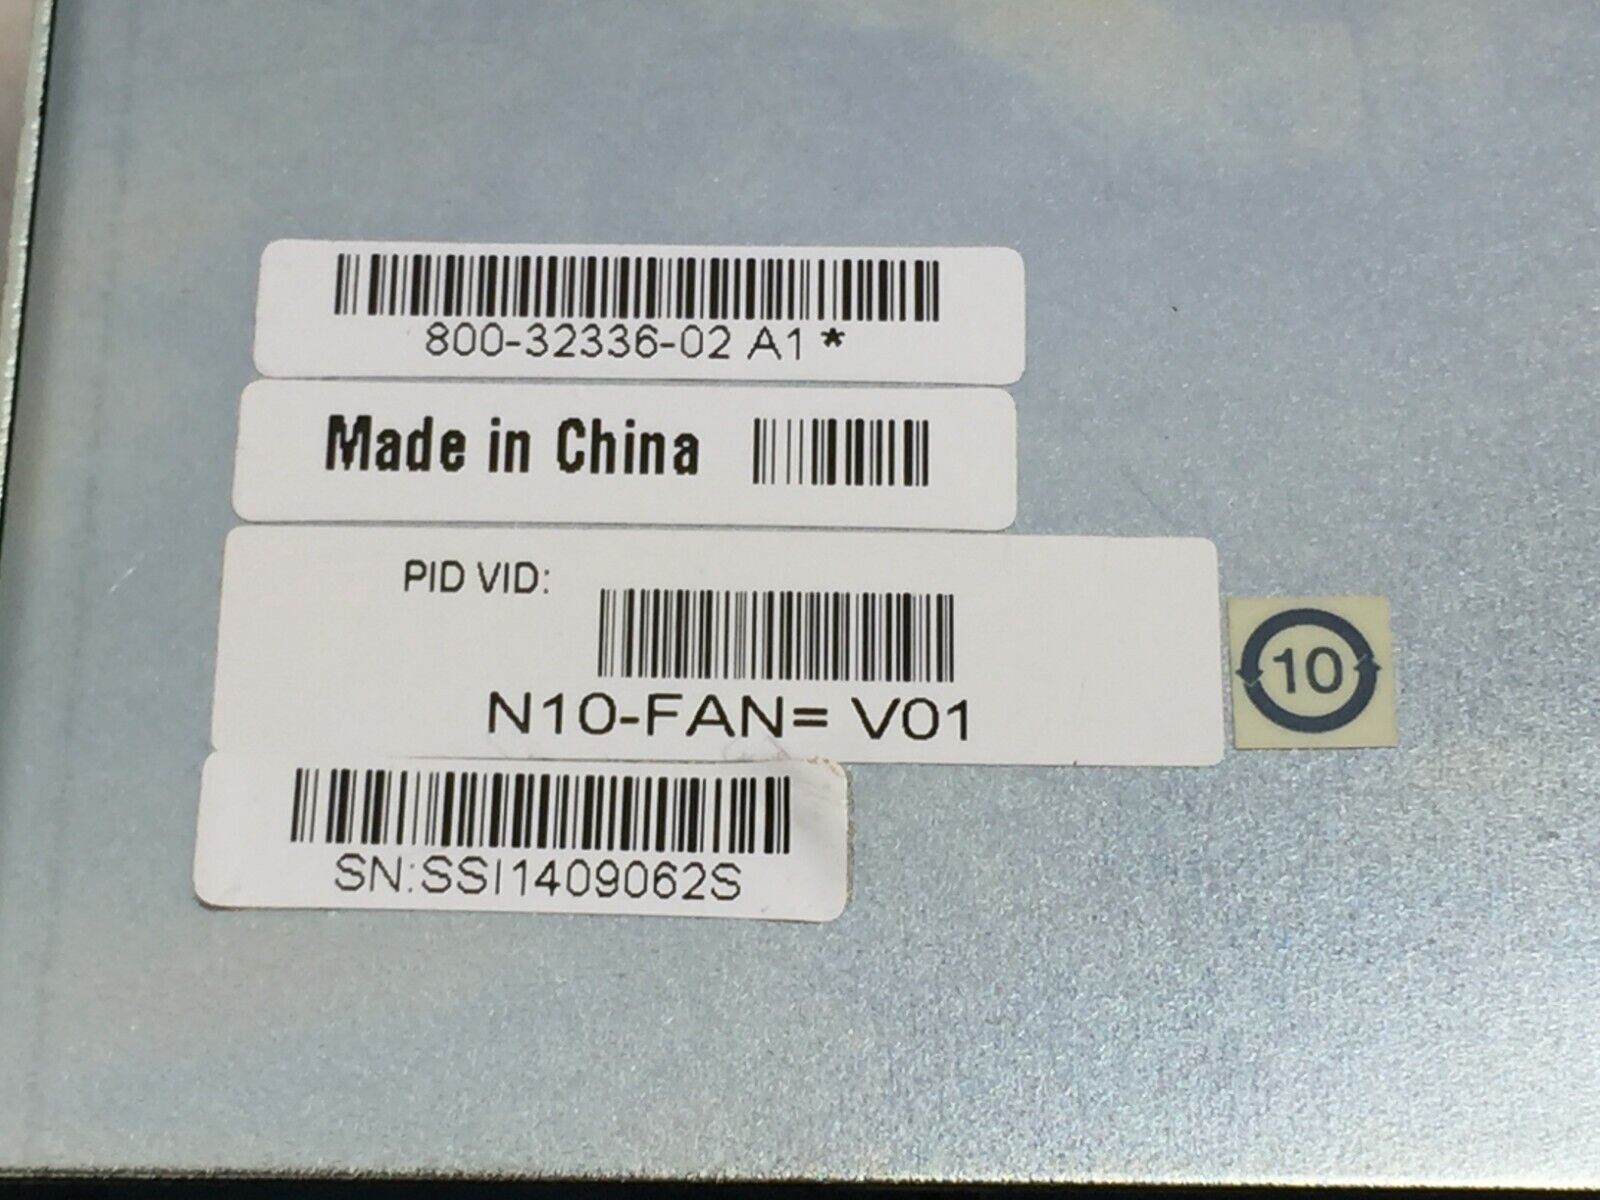 800-32336-02 A1 *
Made in China
PID VID:
N10-FAN= V01
10
SN:SSI1409062S